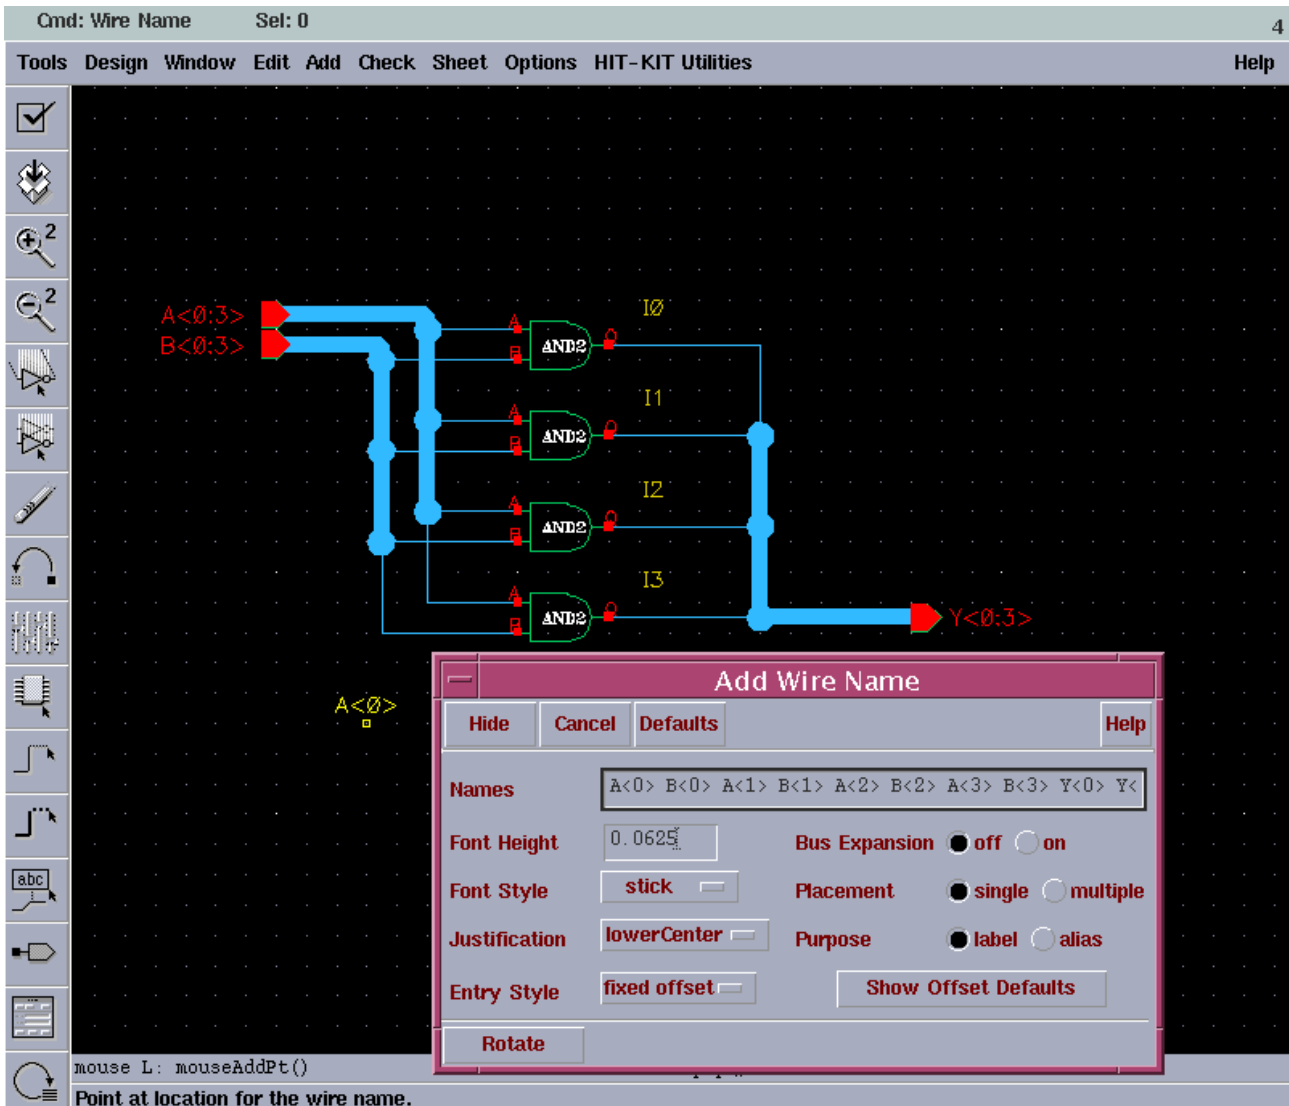 Cmd: Wire Name Sel: 0 4
Tools Design Window Edit Add Check Sheet Options HIT-KIT Utilities Help
2
2
abc
A<0:3>
B<0:3>
I0
A
B
AND2
Q
I1
A
B
AND2
Q
I2
A
B
AND2
Q
I3
A
B
AND2
Q
Y<0:3>
A<0>
Add Wire Name
Hide Cancel Defaults Help
Names A<0> B<0> A<1> B<1> A<2> B<2> A<3> B<3> Y<0> Y<
Font Height 0.0625 Bus Expansion off on
Font Style stick Placement single multiple
Justification lowerCenter Purpose label alias
Entry Style fixed offset Show Offset Defaults
Rotate
mouse L: mouseAddPt()
Point at location for the wire name.